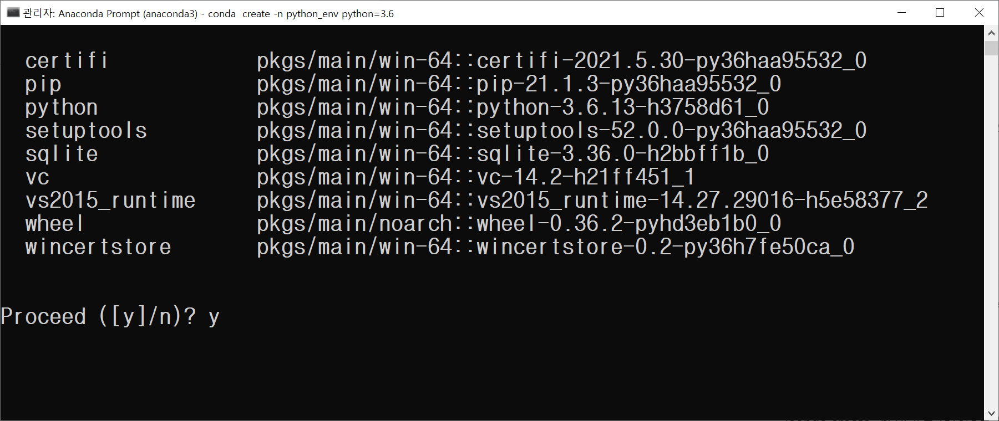 관리자: Anaconda Prompt (anaconda3) - conda  create -n python_env python=3.6
certifi pkgs/main/win-64::certifi-2021.5.30-py36haa95532_0
pip pkgs/main/win-64::pip-21.1.3-py36haa95532_0
python pkgs/main/win-64::python-3.6.13-h3758d61_0
setuptools pkgs/main/win-64::setuptools-52.0.0-py36haa95532_0
sqlite pkgs/main/win-64::sqlite-3.36.0-h2bbff1b_0
vc pkgs/main/win-64::vc-14.2-h21ff451_1
vs2015_runtime pkgs/main/win-64::vs2015_runtime-14.27.29016-h5e58377_2
wheel pkgs/main/noarch::wheel-0.36.2-pyhd3eb1b0_0
wincertstore pkgs/main/win-64::wincertstore-0.2-py36h7fe50ca_0
Proceed ([y]/n)? y